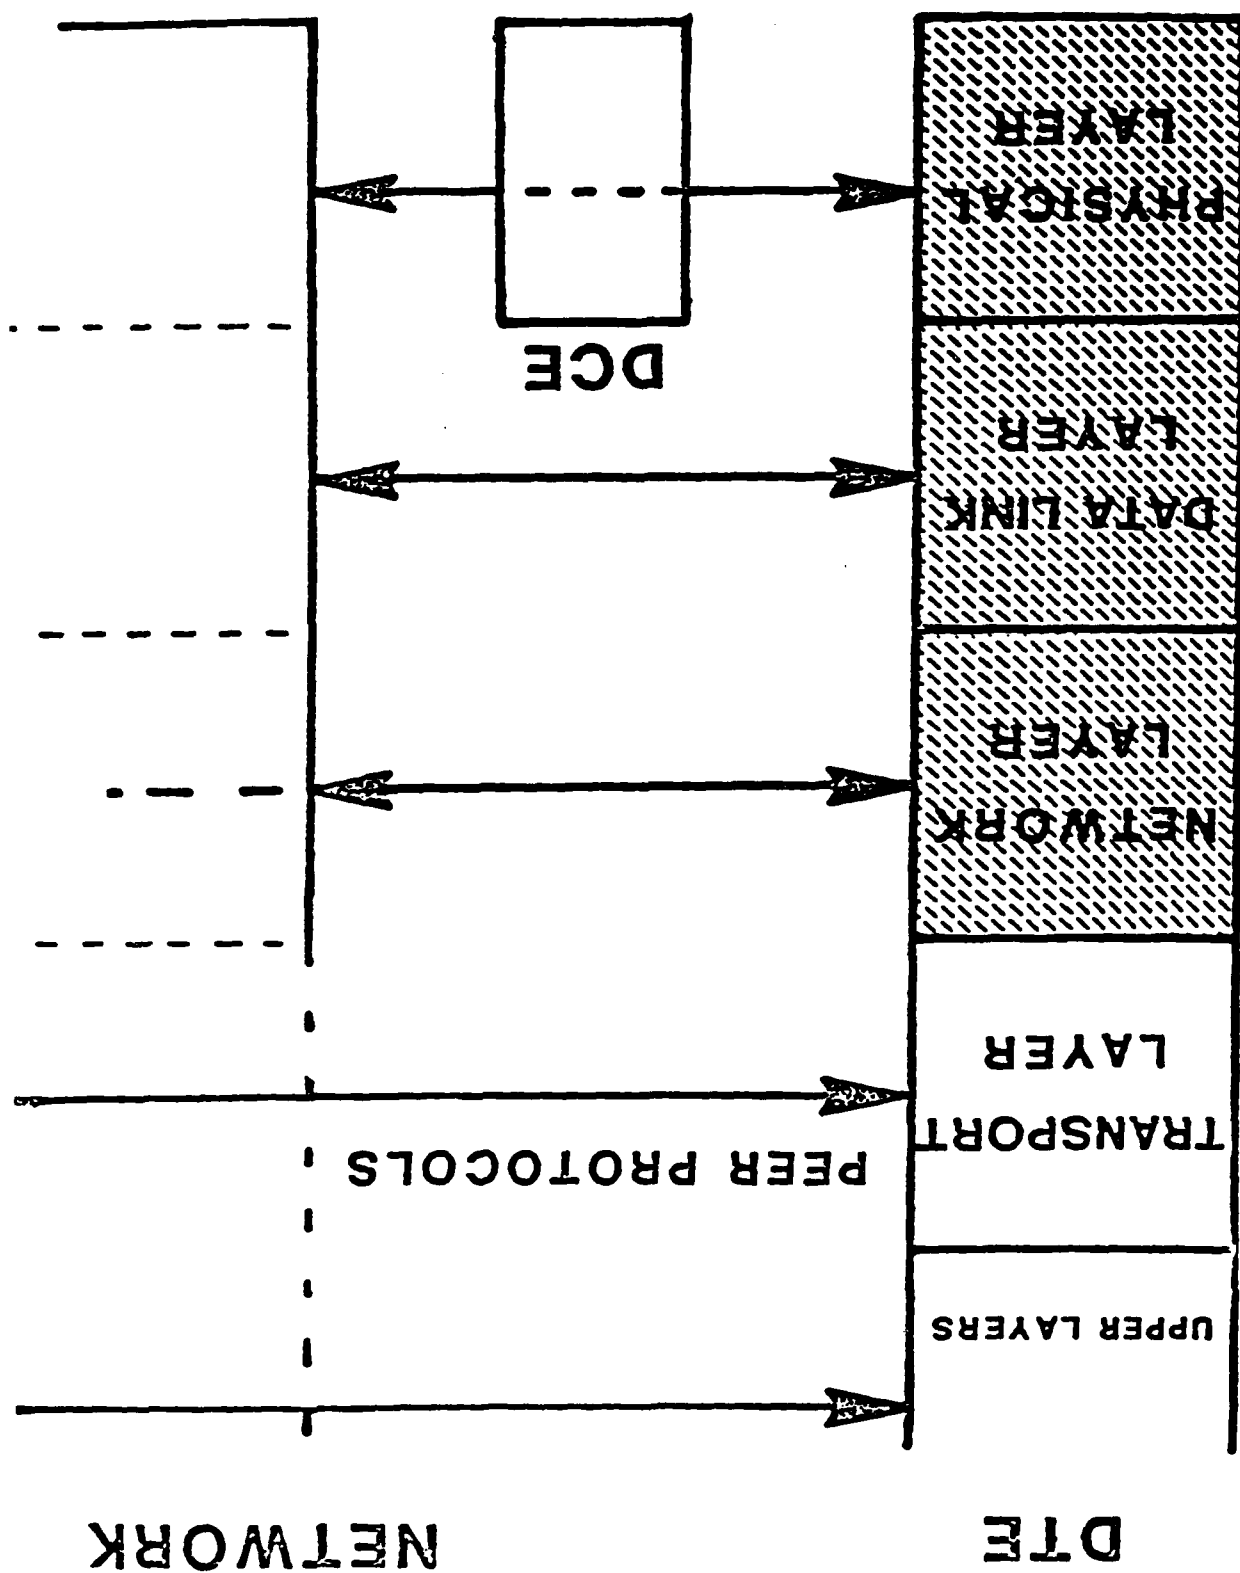 DTE
NETWORK
UPPER LAYERS
PEER PROTOCOLS
TRANSPORT
LAYER
NETWORK
LAYER
DATA LINK
LAYER
DCE
PHYSICAL
LAYER